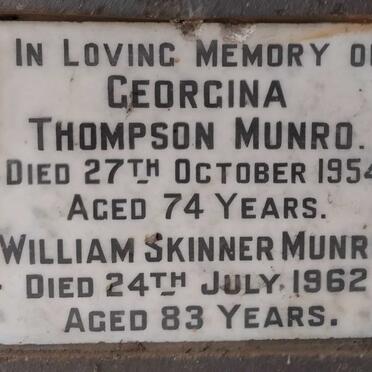 IN LOVING MEMORY O
GEORGINA
THOMPSON MUNRO.
DIED 27TH OCTOBER 1954
AGED 74 YEARS.
WILLIAM SKINNER MUNR
DIED 24TH JULY 1962
AGED 83 YEARS.